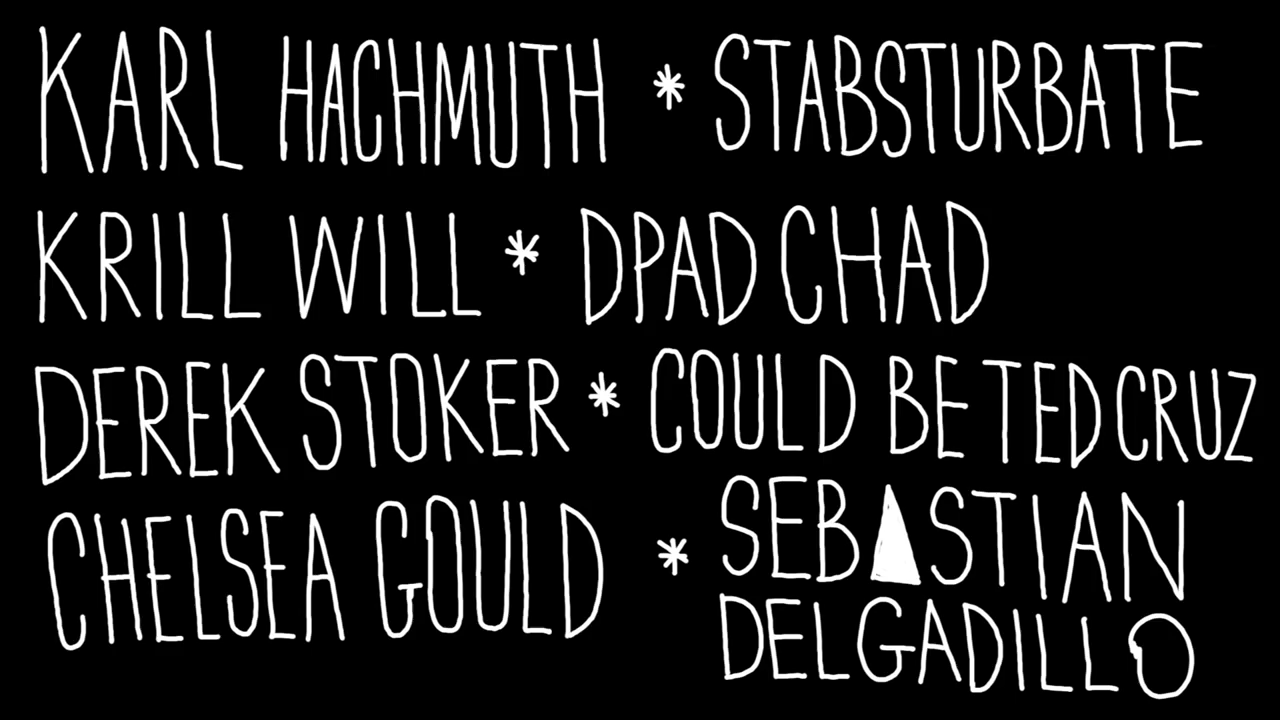 KARL HACHMUTH * STABSTURBATE
KRILL WILL * DPAD CHAD
DEREK STOKER * COULD BE TED CRUZ
CHELSEA GOULD * SEBASTIAN
DELGADILLO